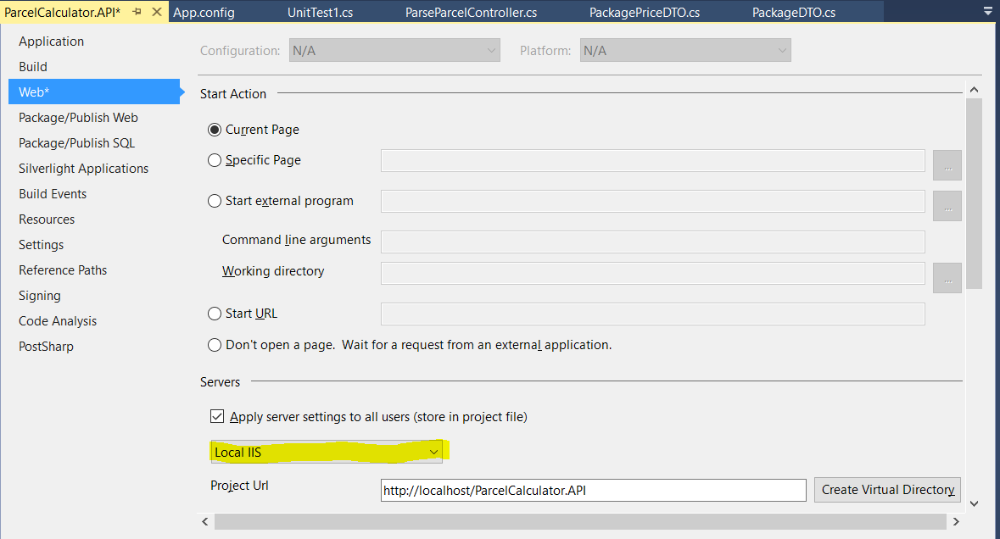 ParcelCalculator.API* App.config UnitTest1.cs ParseParcelController.cs PackagePriceDTO.cs PackageDTO.cs
Application
Build
Web*
Package/Publish Web
Package/Publish SQL
Silverlight Applications
Build Events
Resources
Settings
Reference Paths
Signing
Code Analysis
PostSharp
Configuration: N/A Platform: N/A
Start Action
Current Page
Specific Page ...
Start external program ...
Command line arguments
Working directory ...
Start URL
Don't open a page. Wait for a request from an external application.
Servers
Apply server settings to all users (store in project file)
Local IIS
Project Url http://localhost/ParcelCalculator.API Create Virtual Directory